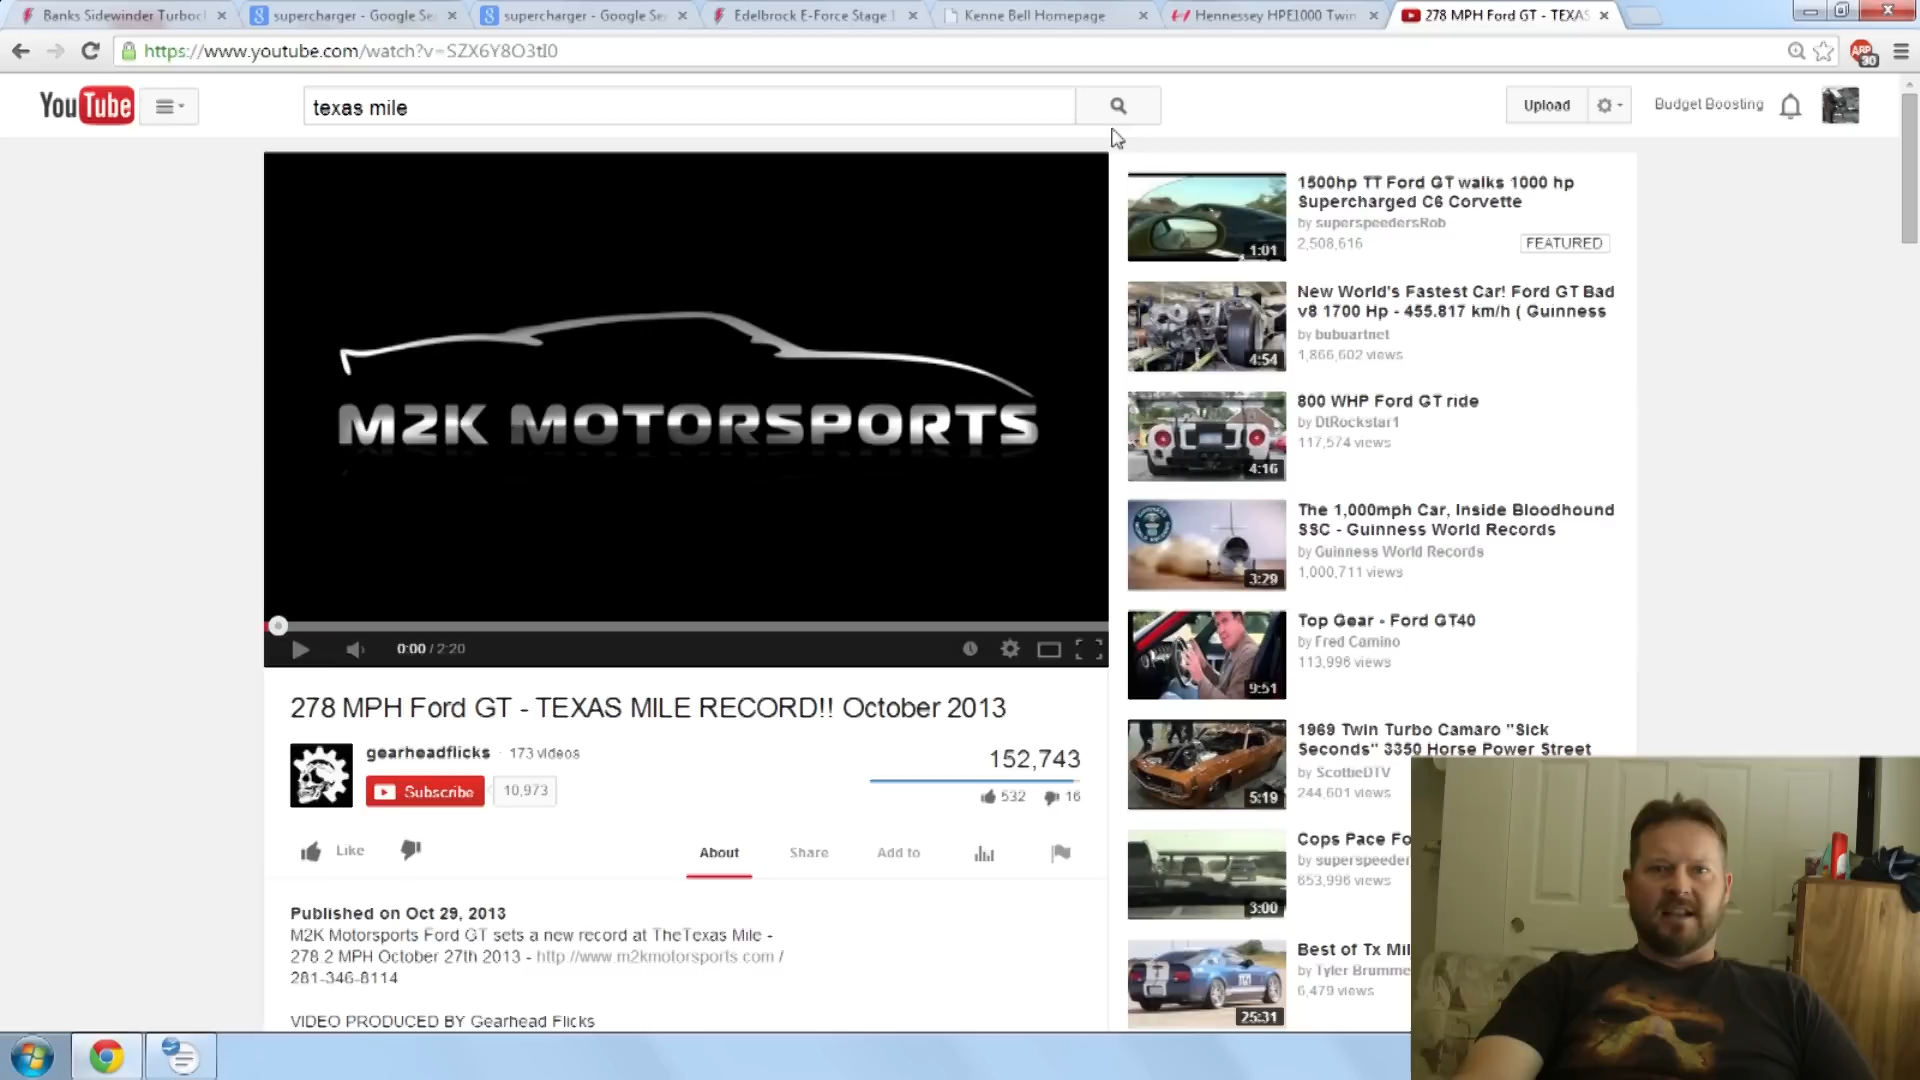 Banks Sidewinder Turboc
supercharger - Google Se
supercharger - Google Se
Edelbrock E-Force Stage 1
Kenne Bell Homepage
Hennessey HPE1000 Twin
278 MPH Ford GT - TEXAS
https://www.youtube.com/watch?v=SZX6Y8O3tI0
ABP
30
YouTube
texas mile
Upload
Budget Boosting
M2K MOTORSPORTS
0:00 / 2:20
278 MPH Ford GT - TEXAS MILE RECORD!! October 2013
gearheadflicks · 173 videos
Subscribe
10,973
152,743
532
16
Like
About
Share
Add to
Published on Oct 29, 2013
M2K Motorsports Ford GT sets a new record at TheTexas Mile -
278.2 MPH October 27th 2013 - http://www.m2kmotorsports.com /
281-346-8114
VIDEO PRODUCED BY Gearhead Flicks
1:01
1500hp TT Ford GT walks 1000 hp
Supercharged C6 Corvette
by superspeedersRob
2,508,616
FEATURED
4:54
New World's Fastest Car! Ford GT Bad
v8 1700 Hp - 455.817 km/h ( Guinness
by bubuartnet
1,866,602 views
4:16
800 WHP Ford GT ride
by DtRockstar1
117,574 views
3:29
The 1,000mph Car, Inside Bloodhound
SSC - Guinness World Records
by Guinness World Records
1,000,711 views
9:51
Top Gear - Ford GT40
by Fred Camino
113,996 views
5:19
1969 Twin Turbo Camaro "Sick
Seconds" 3350 Horse Power Street
by ScottieDTV
244,601 views
3:00
Cops Pace Fo
by superspeeder
653,996 views
25:31
Best of Tx Mil
by Tyler Brumme
6,479 views